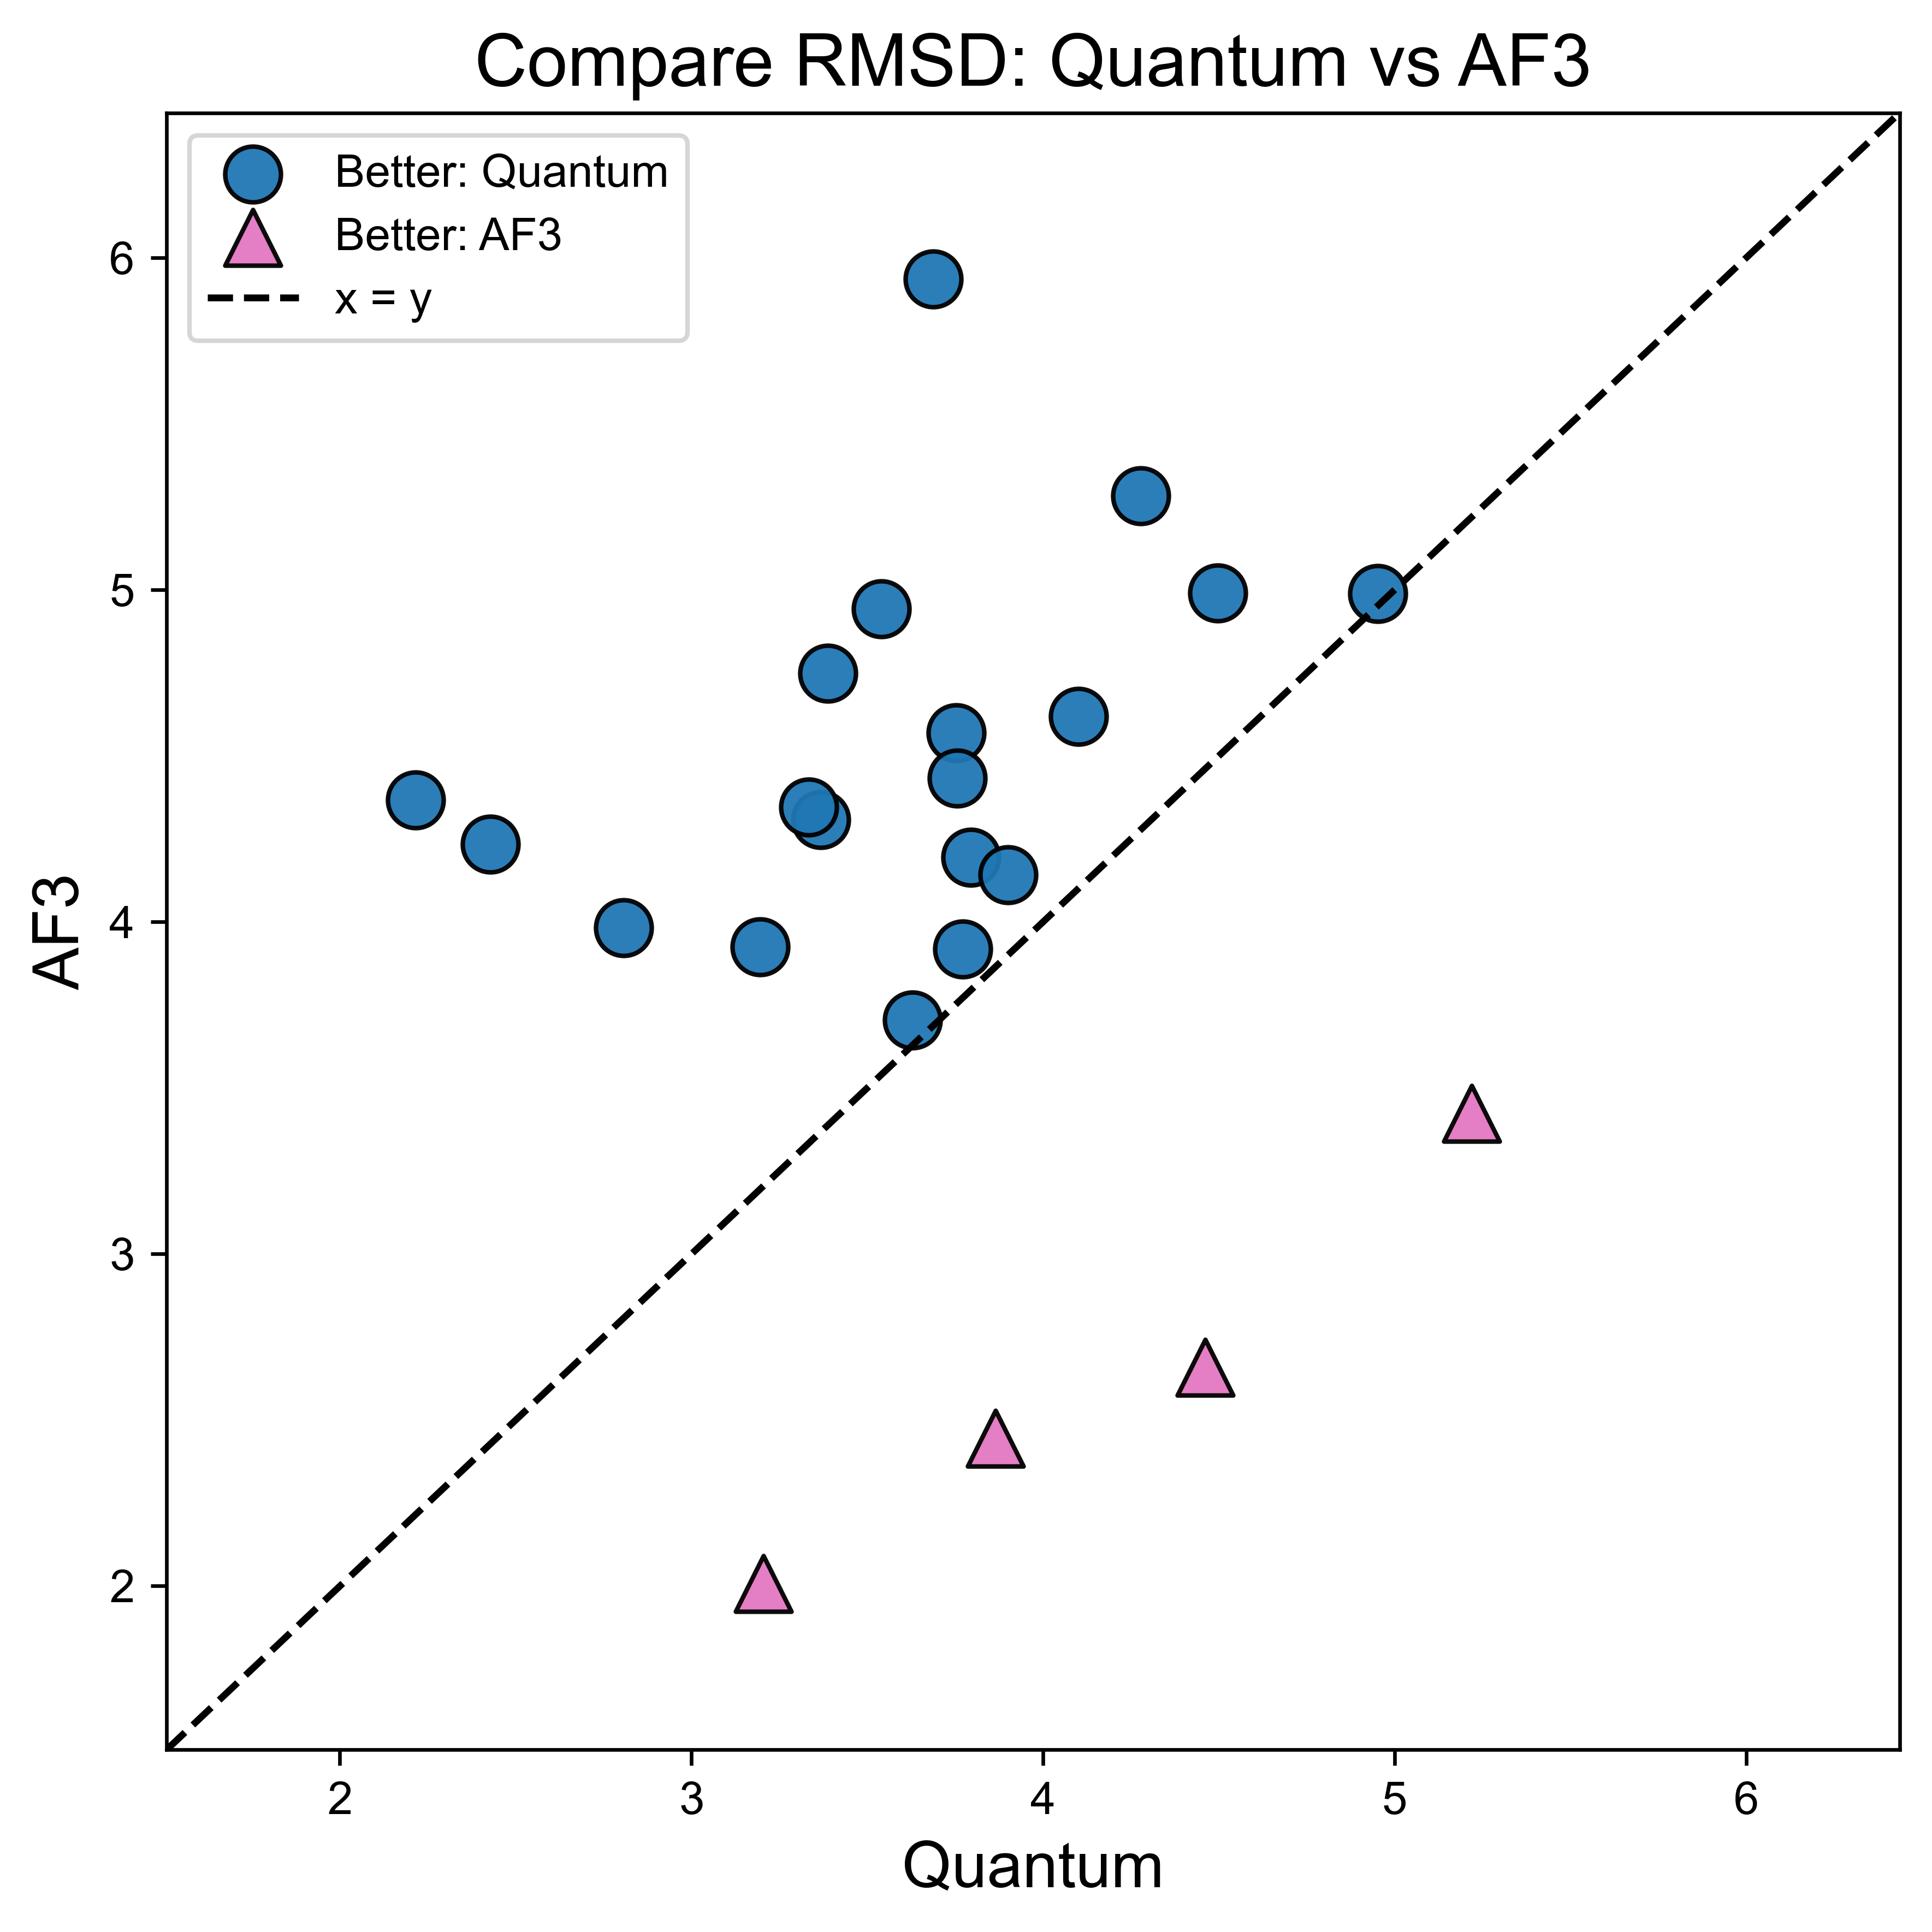 Compare RMSD: Quantum vs AF3
Better: Quantum
Better: AF3
x = y
6
5
4
3
2
AF3
2
3
4
5
6
Quantum